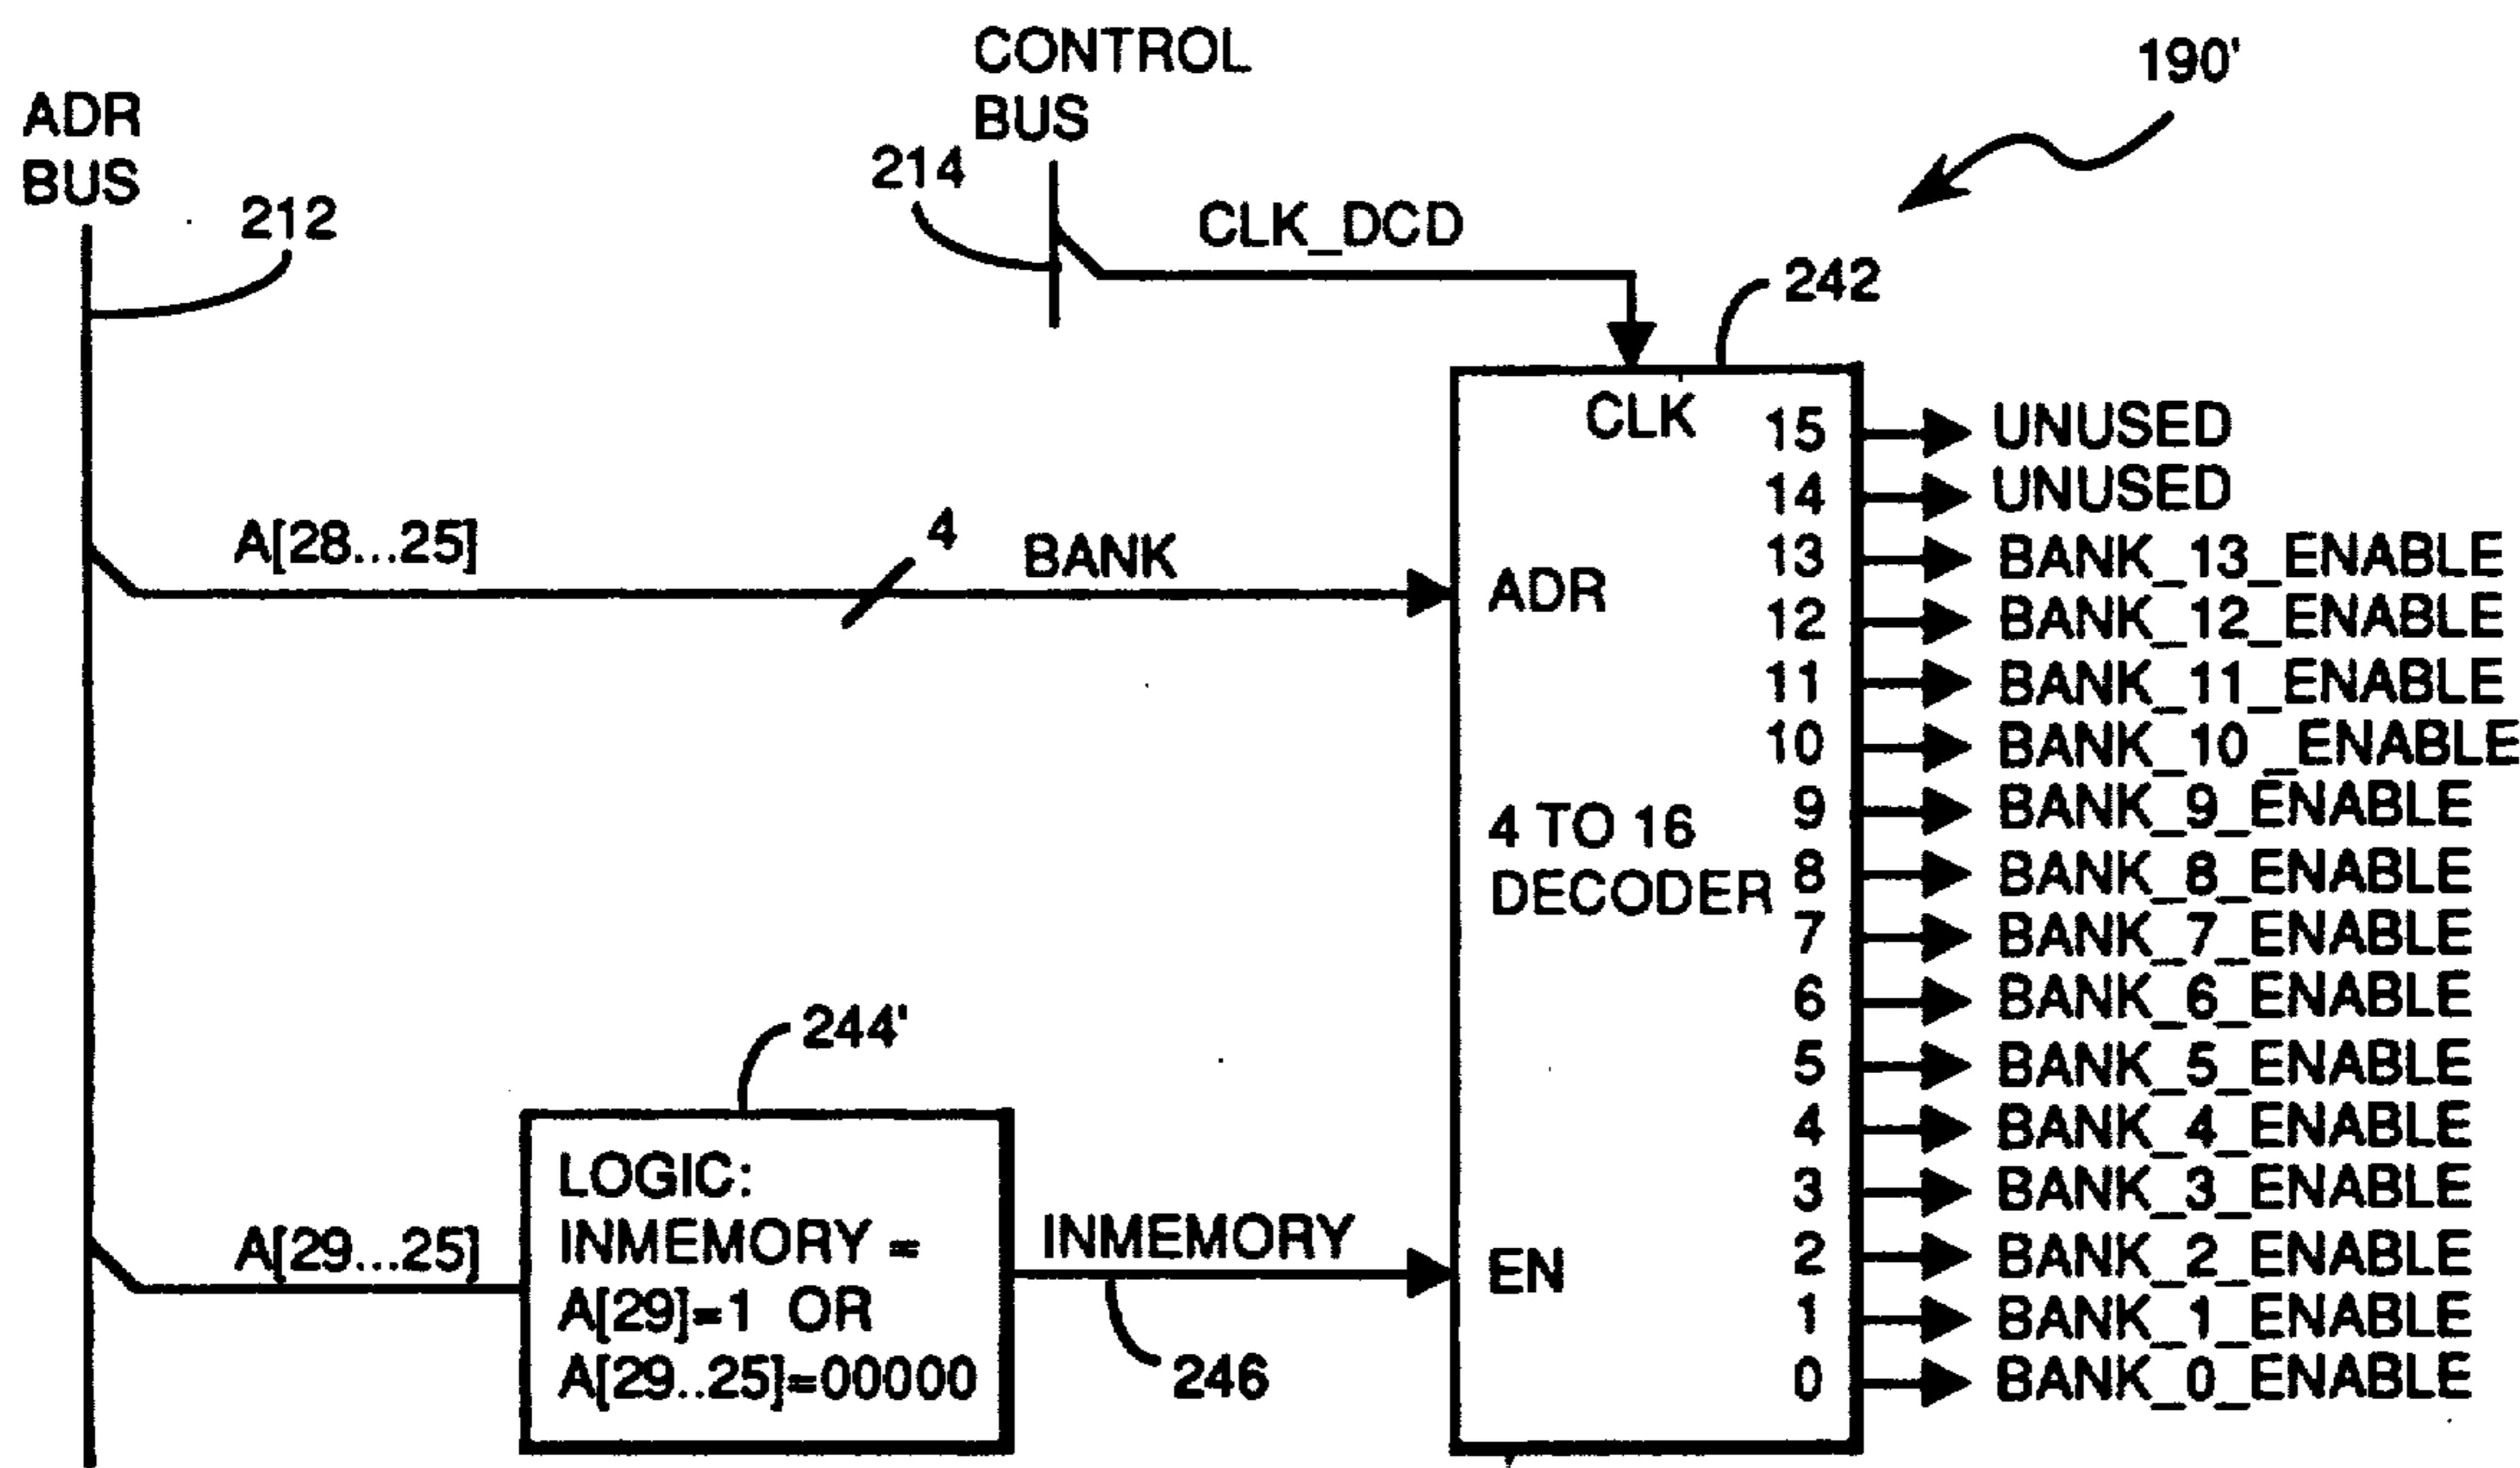 CONTROL
BUS
190'
ADR
BUS
214
212
CLK_DCD
242
CLK
15 UNUSED
14 UNUSED
A[28...25]
4
BANK
ADR
13 BANK_13_ENABLE
12 BANK_12_ENABLE
11 BANK_11_ENABLE
10 BANK_10_ENABLE
4 TO 16
DECODER
9 BANK_9_ENABLE
8 BANK_8_ENABLE
7 BANK_7_ENABLE
6 BANK_6_ENABLE
5 BANK_5_ENABLE
4 BANK_4_ENABLE
3 BANK_3_ENABLE
2 BANK_2_ENABLE
1 BANK_1_ENABLE
0 BANK_0_ENABLE
244'
A[29...25]
LOGIC:
INMEMORY =
A[29]=1 OR
A[29..25]=00000
INMEMORY
EN
246